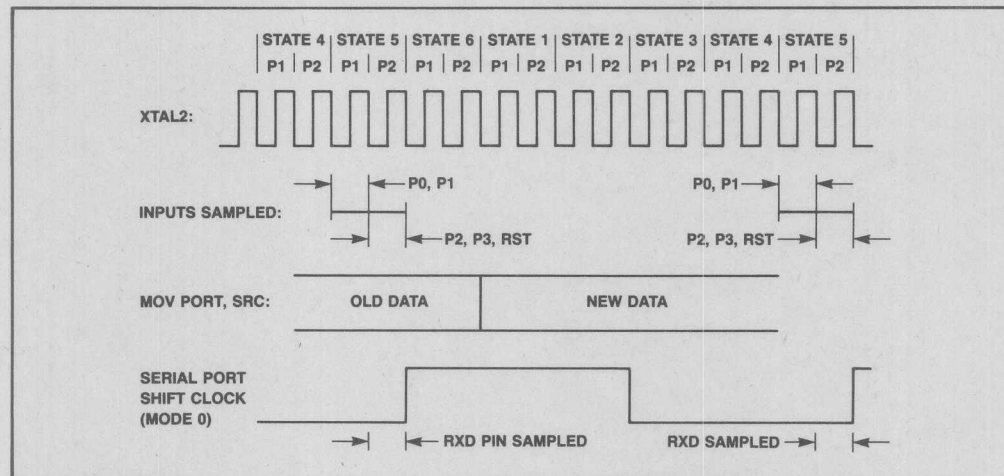 STATE 4 STATE 5 STATE 6 STATE 1 STATE 2 STATE 3 STATE 4 STATE 5
P1 P2 P1 P2 P1 P2 P1 P2 P1 P2 P1 P2 P1 P2 P1 P2
XTAL2:
P0, P1 P0, P1
INPUTS SAMPLED:
P2, P3, RST P2, P3, RST
MOV PORT, SRC: OLD DATA NEW DATA
SERIAL PORT
SHIFT CLOCK
(MODE 0)
RXD PIN SAMPLED RXD SAMPLED